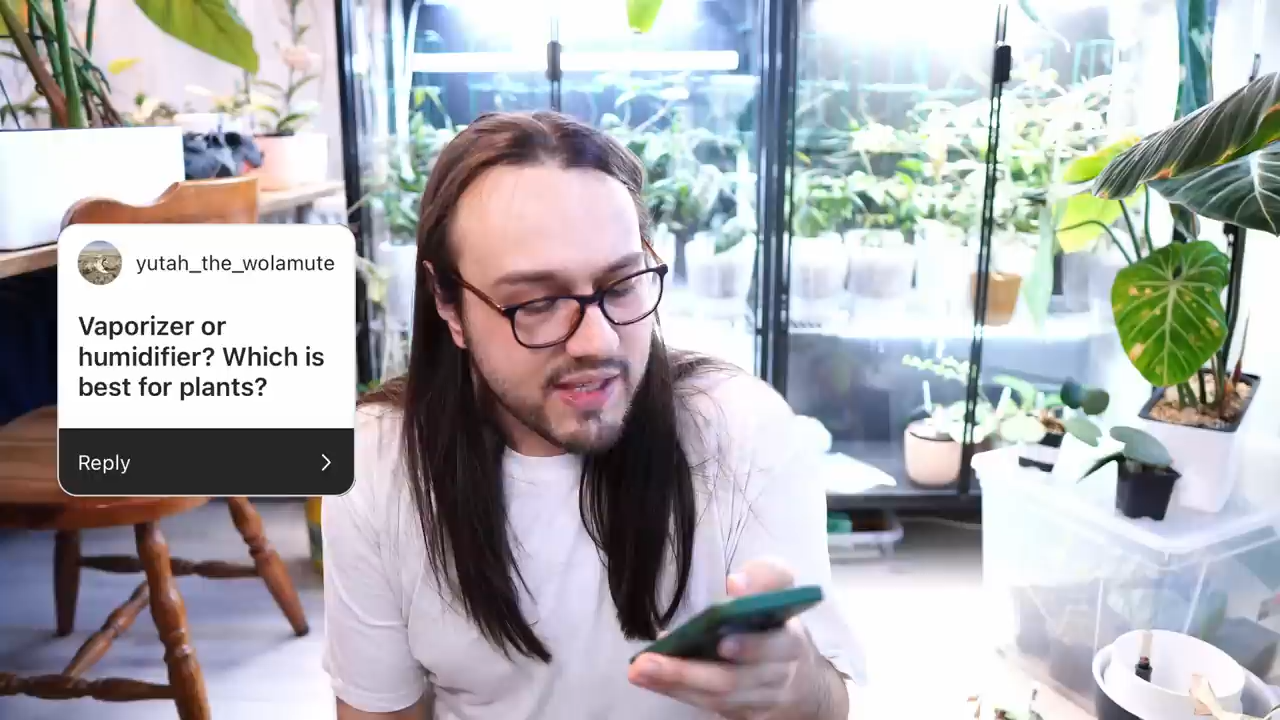 yutah_the_wolamute
Vaporizer or
humidifier? Which is
best for plants?
Reply